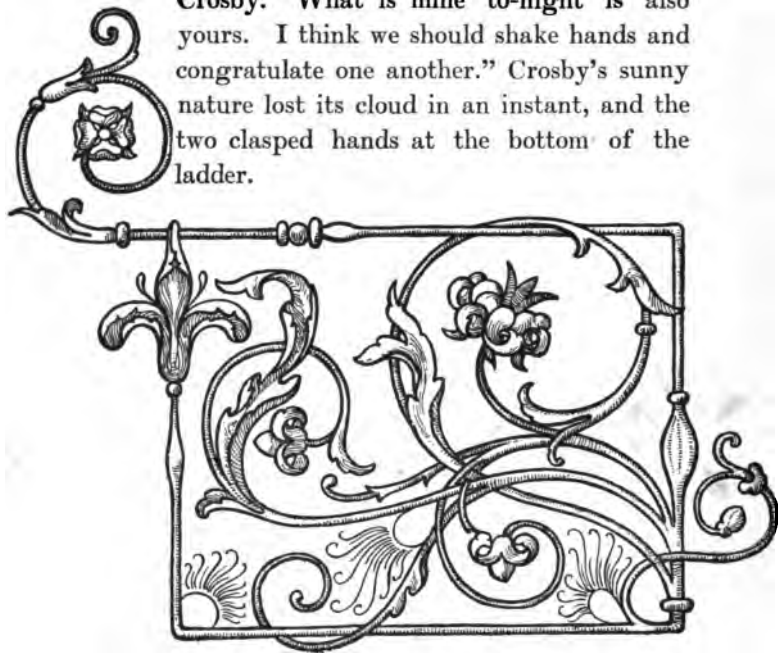 Crosby. "What is mine to-night is also
yours. I think we should shake hands and
congratulate one another." Crosby's sunny
nature lost its cloud in an instant, and the
two clasped hands at the bottom of the
ladder.